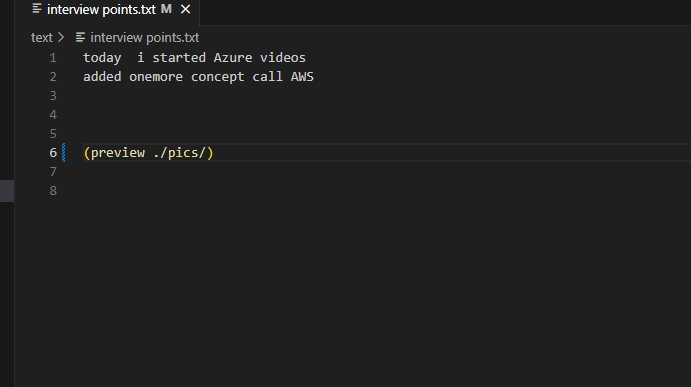 interview points.txt M
text > interview points.txt
1 today  i started Azure videos
2 added onemore concept call AWS
3
4
5
6 (preview ./pics/)
7
8